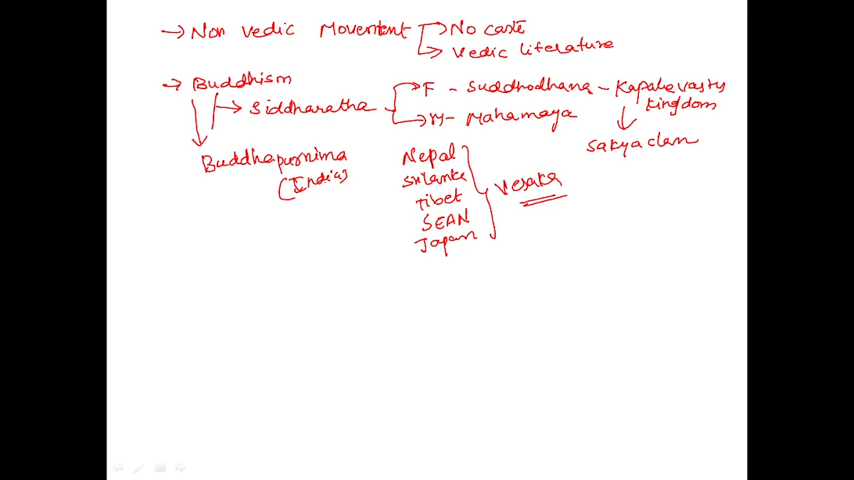 → Non vedic Movement → No caste
→ vedic literature
→ Buddhism
→ Siddharatha → F - Suddhodhana - Kapalavastu kingdom
→ M - Mahamaya
Sakya clan
Buddhapurnima
(India)
Nepal
Srilanka
Tibet
SEAN
Japan
Vesaka